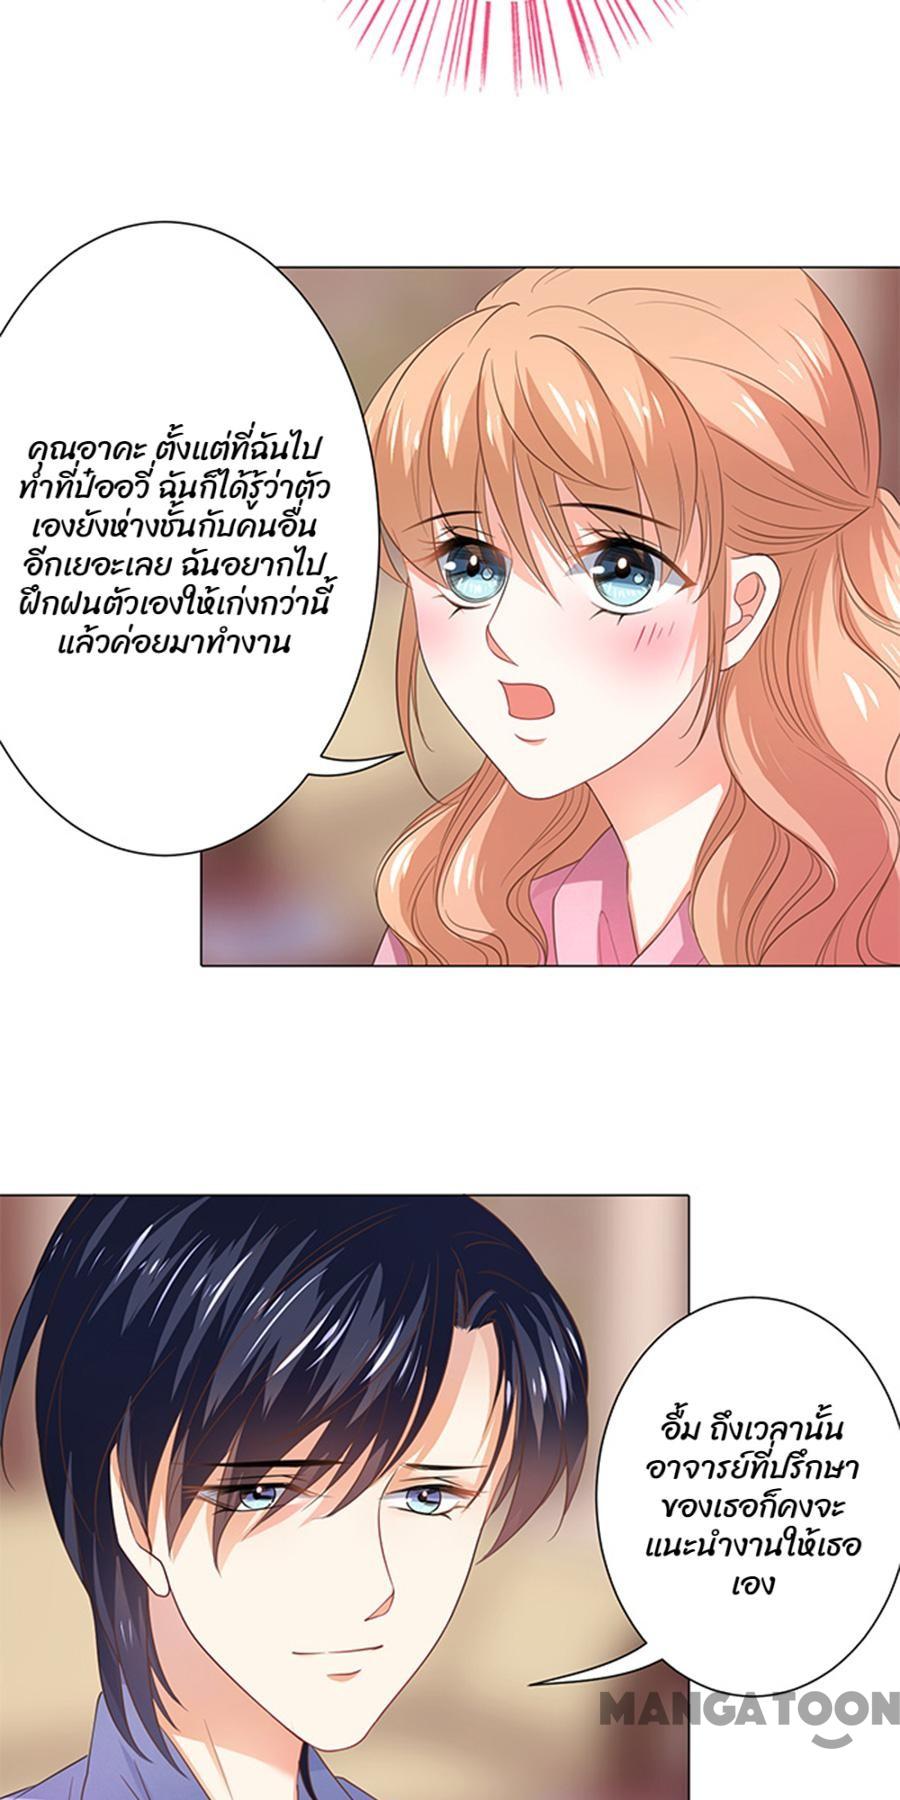 คุณอาคะ ตั้งแต่ที่ฉันไป
ทำที่ป๋ออวี่ ฉันก็ได้รู้ว่าตัว
เองยังห่างชั้นกับคนอื่น
อีกเยอะเลย ฉันอยากไป
ฝึกฝนตัวเองให้เก่งกว่านี้
แล้วค่อยมาทำงาน
อื้ม ถึงเวลานั้น
อาจารย์ที่ปรึกษา
ของเธอก็คงจะ
แนะนำงานให้เธอ
เอง
MANGATOON